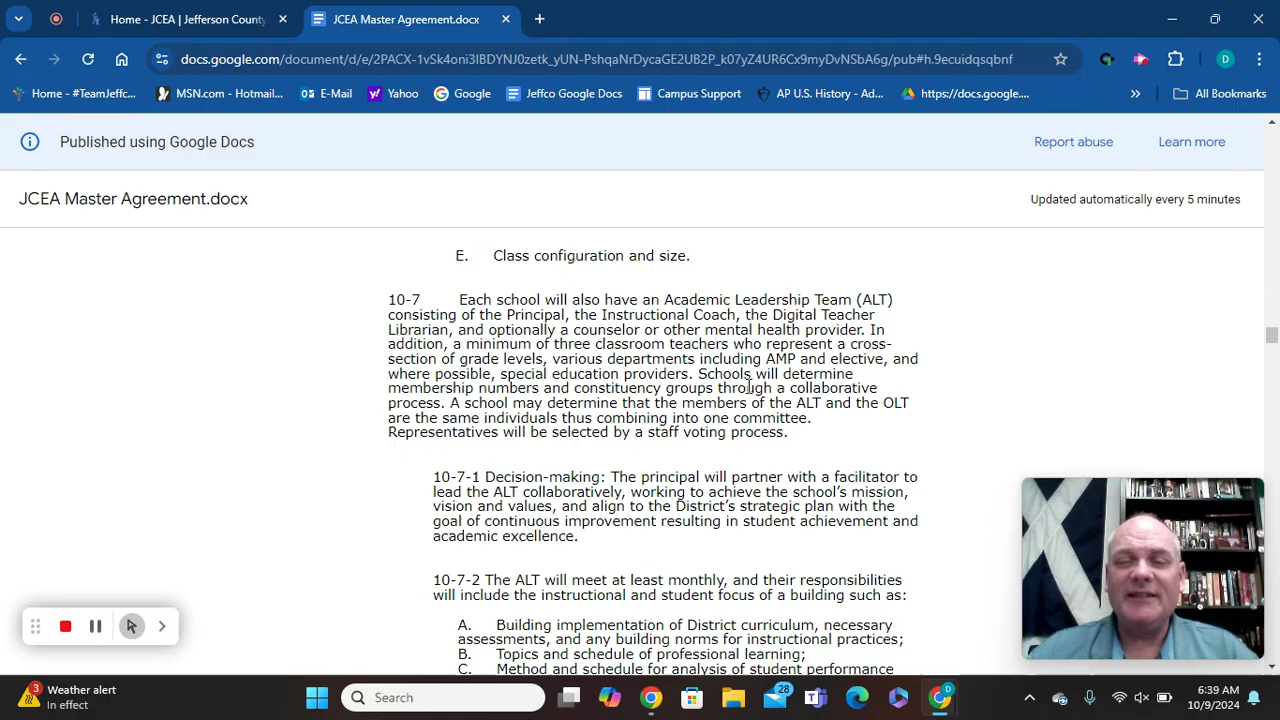 Home - JCEA | Jefferson County
JCEA Master Agreement.docx
docs.google.com/document/d/e/2PACX-1vSk4oni3IBDYNJ0zetk_yUN-PshqaNrDycaGE2UB2P_k07yZ4UR6Cx9myDvNSbA6g/pub#h.9ecuidqsqbnf
D
Home - #TeamJeffc...
MSN.com - Hotmail...
E-Mail
Yahoo
Google
Jeffco Google Docs
Campus Support
AP U.S. History - Ad...
https://docs.google....
All Bookmarks
Published using Google Docs
Report abuse
Learn more
JCEA Master Agreement.docx
Updated automatically every 5 minutes
E. Class configuration and size.
10-7 Each school will also have an Academic Leadership Team (ALT)
consisting of the Principal, the Instructional Coach, the Digital Teacher
Librarian, and optionally a counselor or other mental health provider. In
addition, a minimum of three classroom teachers who represent a cross-
section of grade levels, various departments including AMP and elective, and
where possible, special education providers. Schools will determine
membership numbers and constituency groups through a collaborative
process. A school may determine that the members of the ALT and the OLT
are the same individuals thus combining into one committee.
Representatives will be selected by a staff voting process.
10-7-1 Decision-making: The principal will partner with a facilitator to
lead the ALT collaboratively, working to achieve the school's mission,
vision and values, and align to the District's strategic plan with the
goal of continuous improvement resulting in student achievement and
academic excellence.
10-7-2 The ALT will meet at least monthly, and their responsibilities
will include the instructional and student focus of a building such as:
A. Building implementation of District curriculum, necessary
assessments, and any building norms for instructional practices;
B. Topics and schedule of professional learning;
C. Method and schedule for analysis of student performance
3
Weather alert
In effect
Search
28
D
6:39 AM
10/9/2024